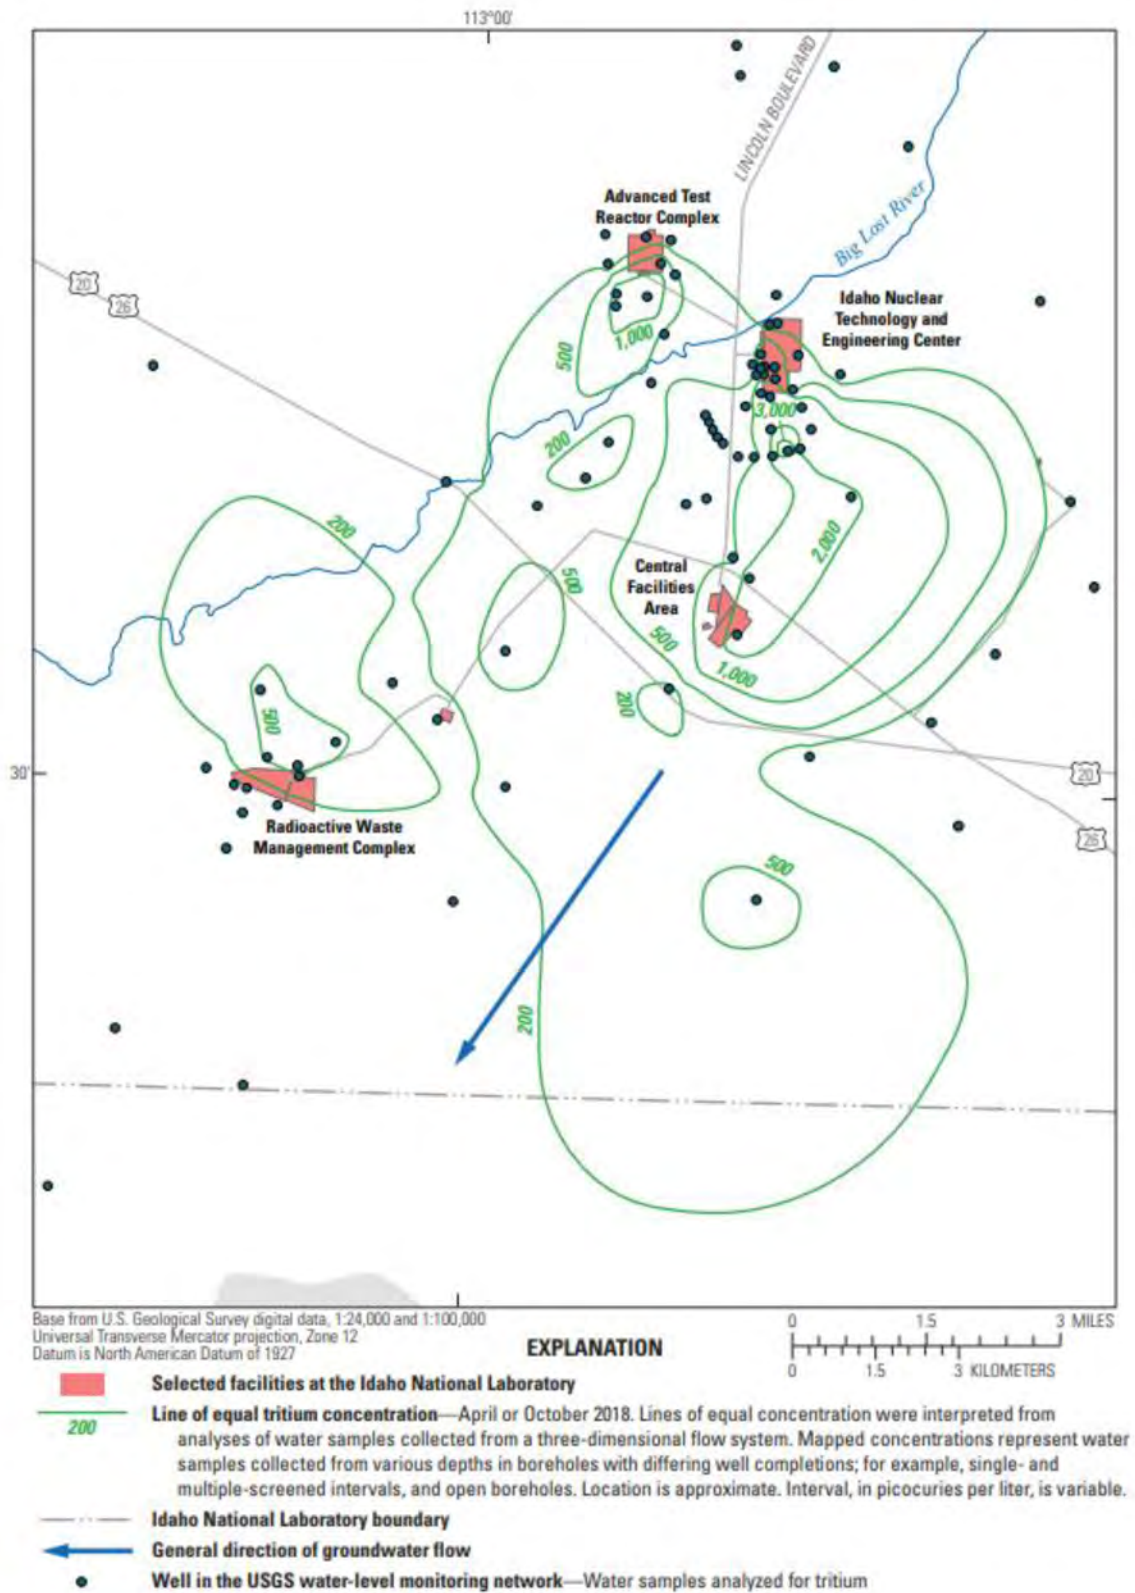 113°00'
LINCOLN BOULEVARD
Advanced Test
Reactor Complex
Big Lost River
20
26
Idaho Nuclear
Technology and
Engineering Center
500
1,000
3,000
200
200
2,000
Central
Facilities
Area
500
500
1,000
200
500
30'
20
26
Radioactive Waste
Management Complex
500
200
Base from U.S. Geological Survey digital data, 1:24,000 and 1:100,000
Universal Transverse Mercator projection, Zone 12
Datum is North American Datum of 1927
0 1.5 3 MILES
0 1.5 3 KILOMETERS
EXPLANATION
Selected facilities at the Idaho National Laboratory
200
Line of equal tritium concentration—April or October 2018. Lines of equal concentration were interpreted from
analyses of water samples collected from a three-dimensional flow system. Mapped concentrations represent water
samples collected from various depths in boreholes with differing well completions; for example, single- and
multiple-screened intervals, and open boreholes. Location is approximate. Interval, in picocuries per liter, is variable.
Idaho National Laboratory boundary
General direction of groundwater flow
Well in the USGS water-level monitoring network—Water samples analyzed for tritium